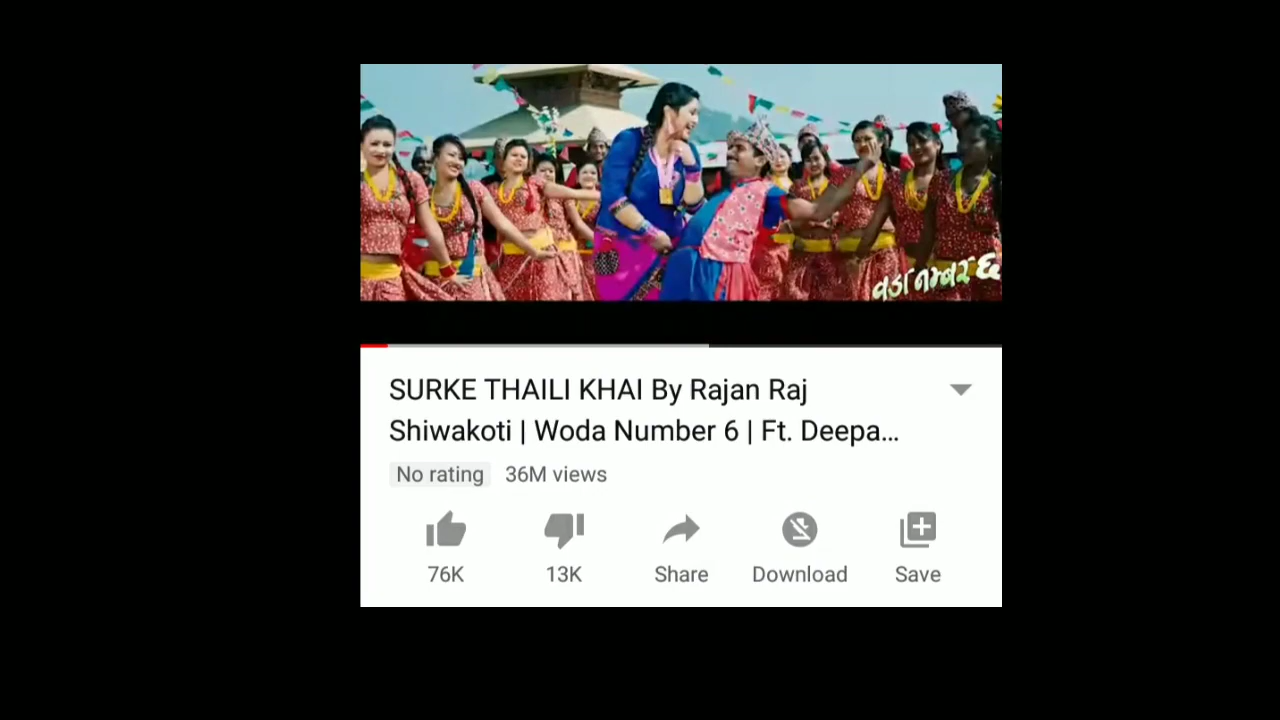 वडा नम्बर ६
SURKE THAILI KHAI By Rajan Raj
Shiwakoti | Woda Number 6 | Ft. Deepa...
No rating 36M views
76K 13K Share Download Save